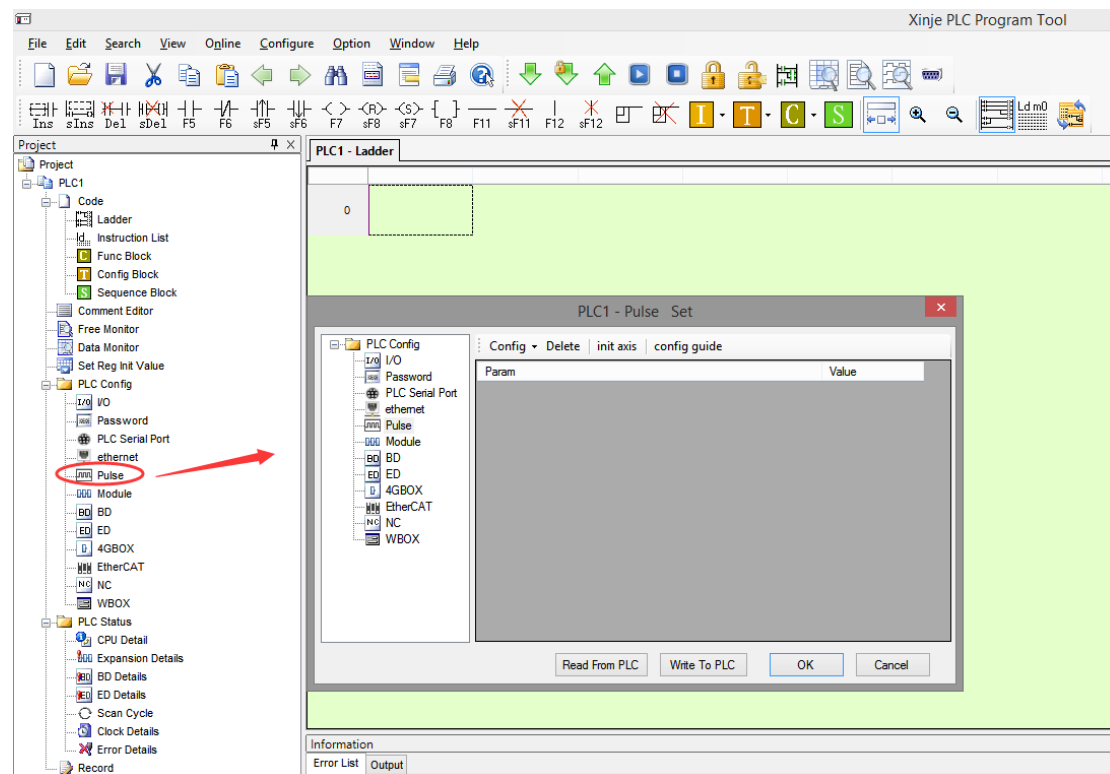 Xinje PLC Program Tool
File Edit Search View Online Configure Option Window Help
Ins sIns Del sDel F5 F6 sF5 sF6 F7 sF8 sF7 F8 F11 sF11 F12 sF12 I T C S Ld m0
Project
PLC1 - Ladder
Project
PLC1
Code
Ladder
Instruction List
Func Block
Config Block
Sequence Block
Comment Editor
Free Monitor
Data Monitor
Set Reg Init Value
PLC Config
I/O
Password
PLC Serial Port
ethernet
Pulse
Module
BD
ED
4GBOX
EtherCAT
NC
WBOX
PLC Status
CPU Detail
Expansion Details
BD Details
ED Details
Scan Cycle
Clock Details
Error Details
Record
0
PLC1 - Pulse Set
PLC Config
I/O
Password
PLC Serial Port
ethernet
Pulse
Module
BD
ED
4GBOX
EtherCAT
NC
WBOX
Config Delete init axis config guide
Param Value
Read From PLC Write To PLC OK Cancel
Information
Error List Output